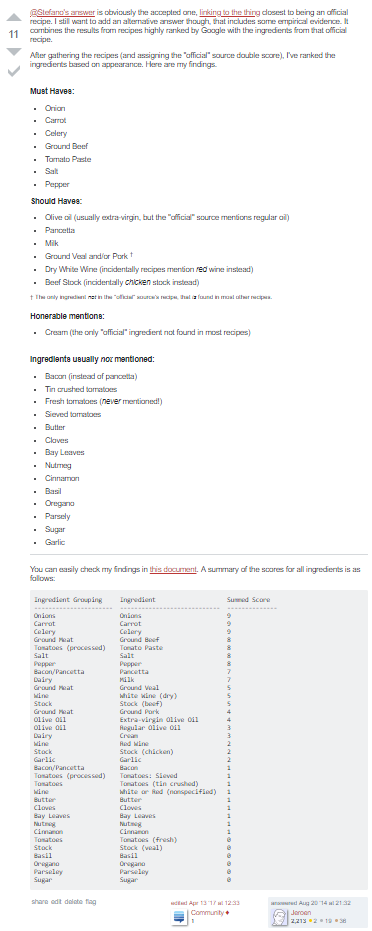 @Stefano's answer is obviously the accepted one, linking to the thing closest to being an official
11
recipe. I still want to add an alternative answer though, that includes some empirical evidence. It
combines the results from recipes highly ranked by Google with the ingredients from that official
recipe.
After gathering the recipes (and assigning the "official" source double score), I've ranked the
ingredients based on appearance. Here are my findings.
Must Haves:
• Onion
• Carrot
• Celery
• Ground Beef
• Tomato Paste
• Salt
• Pepper
Should Haves:
• Olive oil (usually extra-virgin, but the "official" source mentions regular oil)
• Pancetta
• Milk
• Ground Veal and/or Pork †
• Dry White Wine (incidentally recipes mention red wine instead)
• Beef Stock (incidentally chicken stock instead)
† The only ingredient not in the "official" source's recipe, that is found in most other recipes.
Honerable mentions:
• Cream (the only "official" ingredient not found in most recipes)
Ingredients usually not mentioned:
• Bacon (instead of pancetta)
• Tin crushed tomatoes
• Fresh tomatoes (never mentioned!)
• Sieved tomatoes
• Butter
• Cloves
• Bay Leaves
• Nutmeg
• Cinnamon
• Basil
• Oregano
• Parsely
• Sugar
• Garlic
You can easily check my findings in this document. A summary of the scores for all ingredients is as
follows:
Ingredient Grouping Ingredient Summed Score
---------------------- ---------------------------- --------------
Onions Onions 9
Carrot Carrot 9
Celery Celery 9
Ground Meat Ground Beef 8
Tomatoes (processed) Tomato Paste 8
Salt Salt 8
Pepper Pepper 8
Bacon/Pancetta Pancetta 7
Dairy Milk 7
Ground Meat Ground Veal 5
Wine White Wine (dry) 5
Stock Stock (beef) 5
Ground Meat Ground Pork 4
Olive Oil Extra-virgin Olive Oil 4
Olive Oil Regular Olive Oil 3
Dairy Cream 3
Wine Red Wine 2
Stock Stock (chicken) 2
Garlic Garlic 2
Bacon/Pancetta Bacon 1
Tomatoes (processed) Tomatoes: Sieved 1
Tomatoes Tomatoes (tin crushed) 1
Wine White or Red (nonspecified) 1
Butter Butter 1
Cloves Cloves 1
Bay Leaves Bay Leaves 1
Nutmeg Nutmeg 1
Cinnamon Cinnamon 1
Tomatoes Tomatoes (fresh) 0
Stock Stock (veal) 0
Basil Basil 0
Oregano Oregano 0
Parseley Parseley 0
Sugar Sugar 0
share edit delete flag
edited Apr 13 '17 at 12:33
Community ♦
1
answered Aug 20 '14 at 21:32
Jeroen
2,213 ●2 ●19 ●36